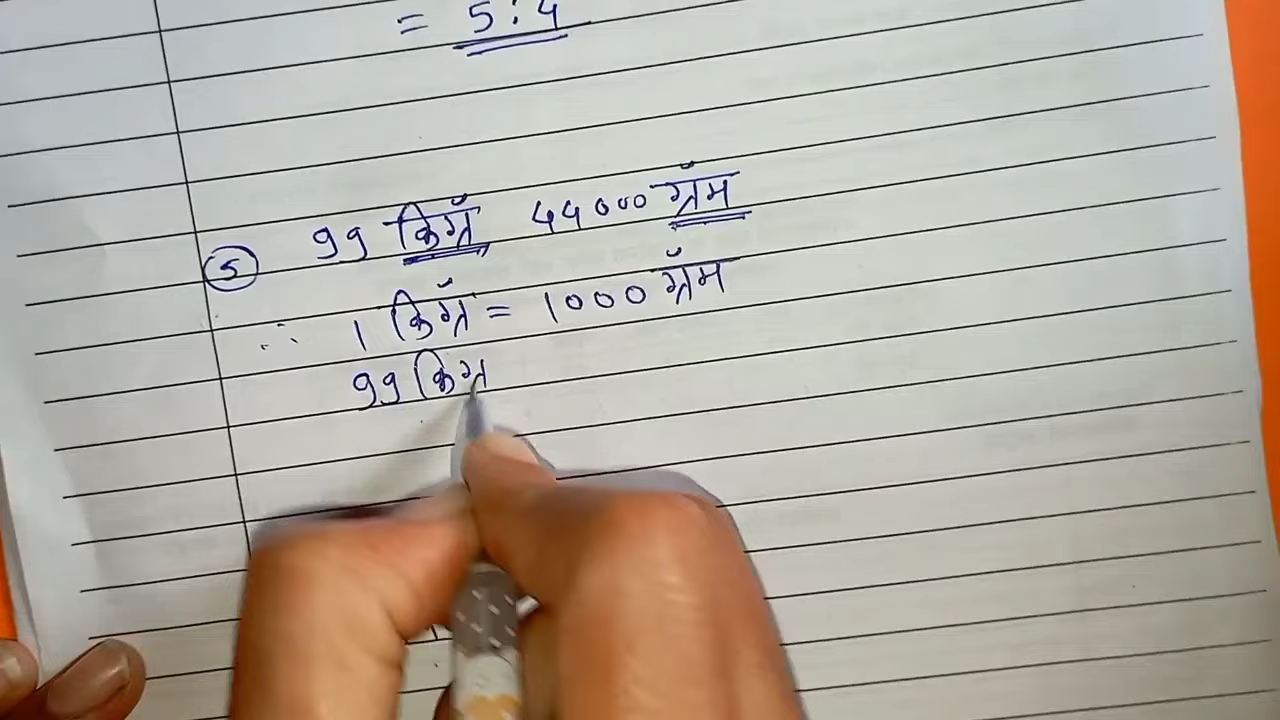 = 5:4
5 99 किग्रॅ 44000 ग्रॅम
∴ 1 किग्रॅ = 1000 ग्रॅम
99 किग्र